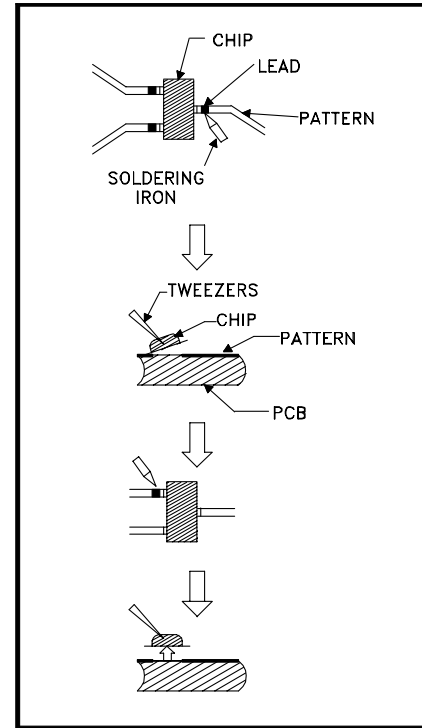 CHIP
LEAD
PATTERN
SOLDERING
IRON
TWEEZERS
CHIP
PATTERN
PCB